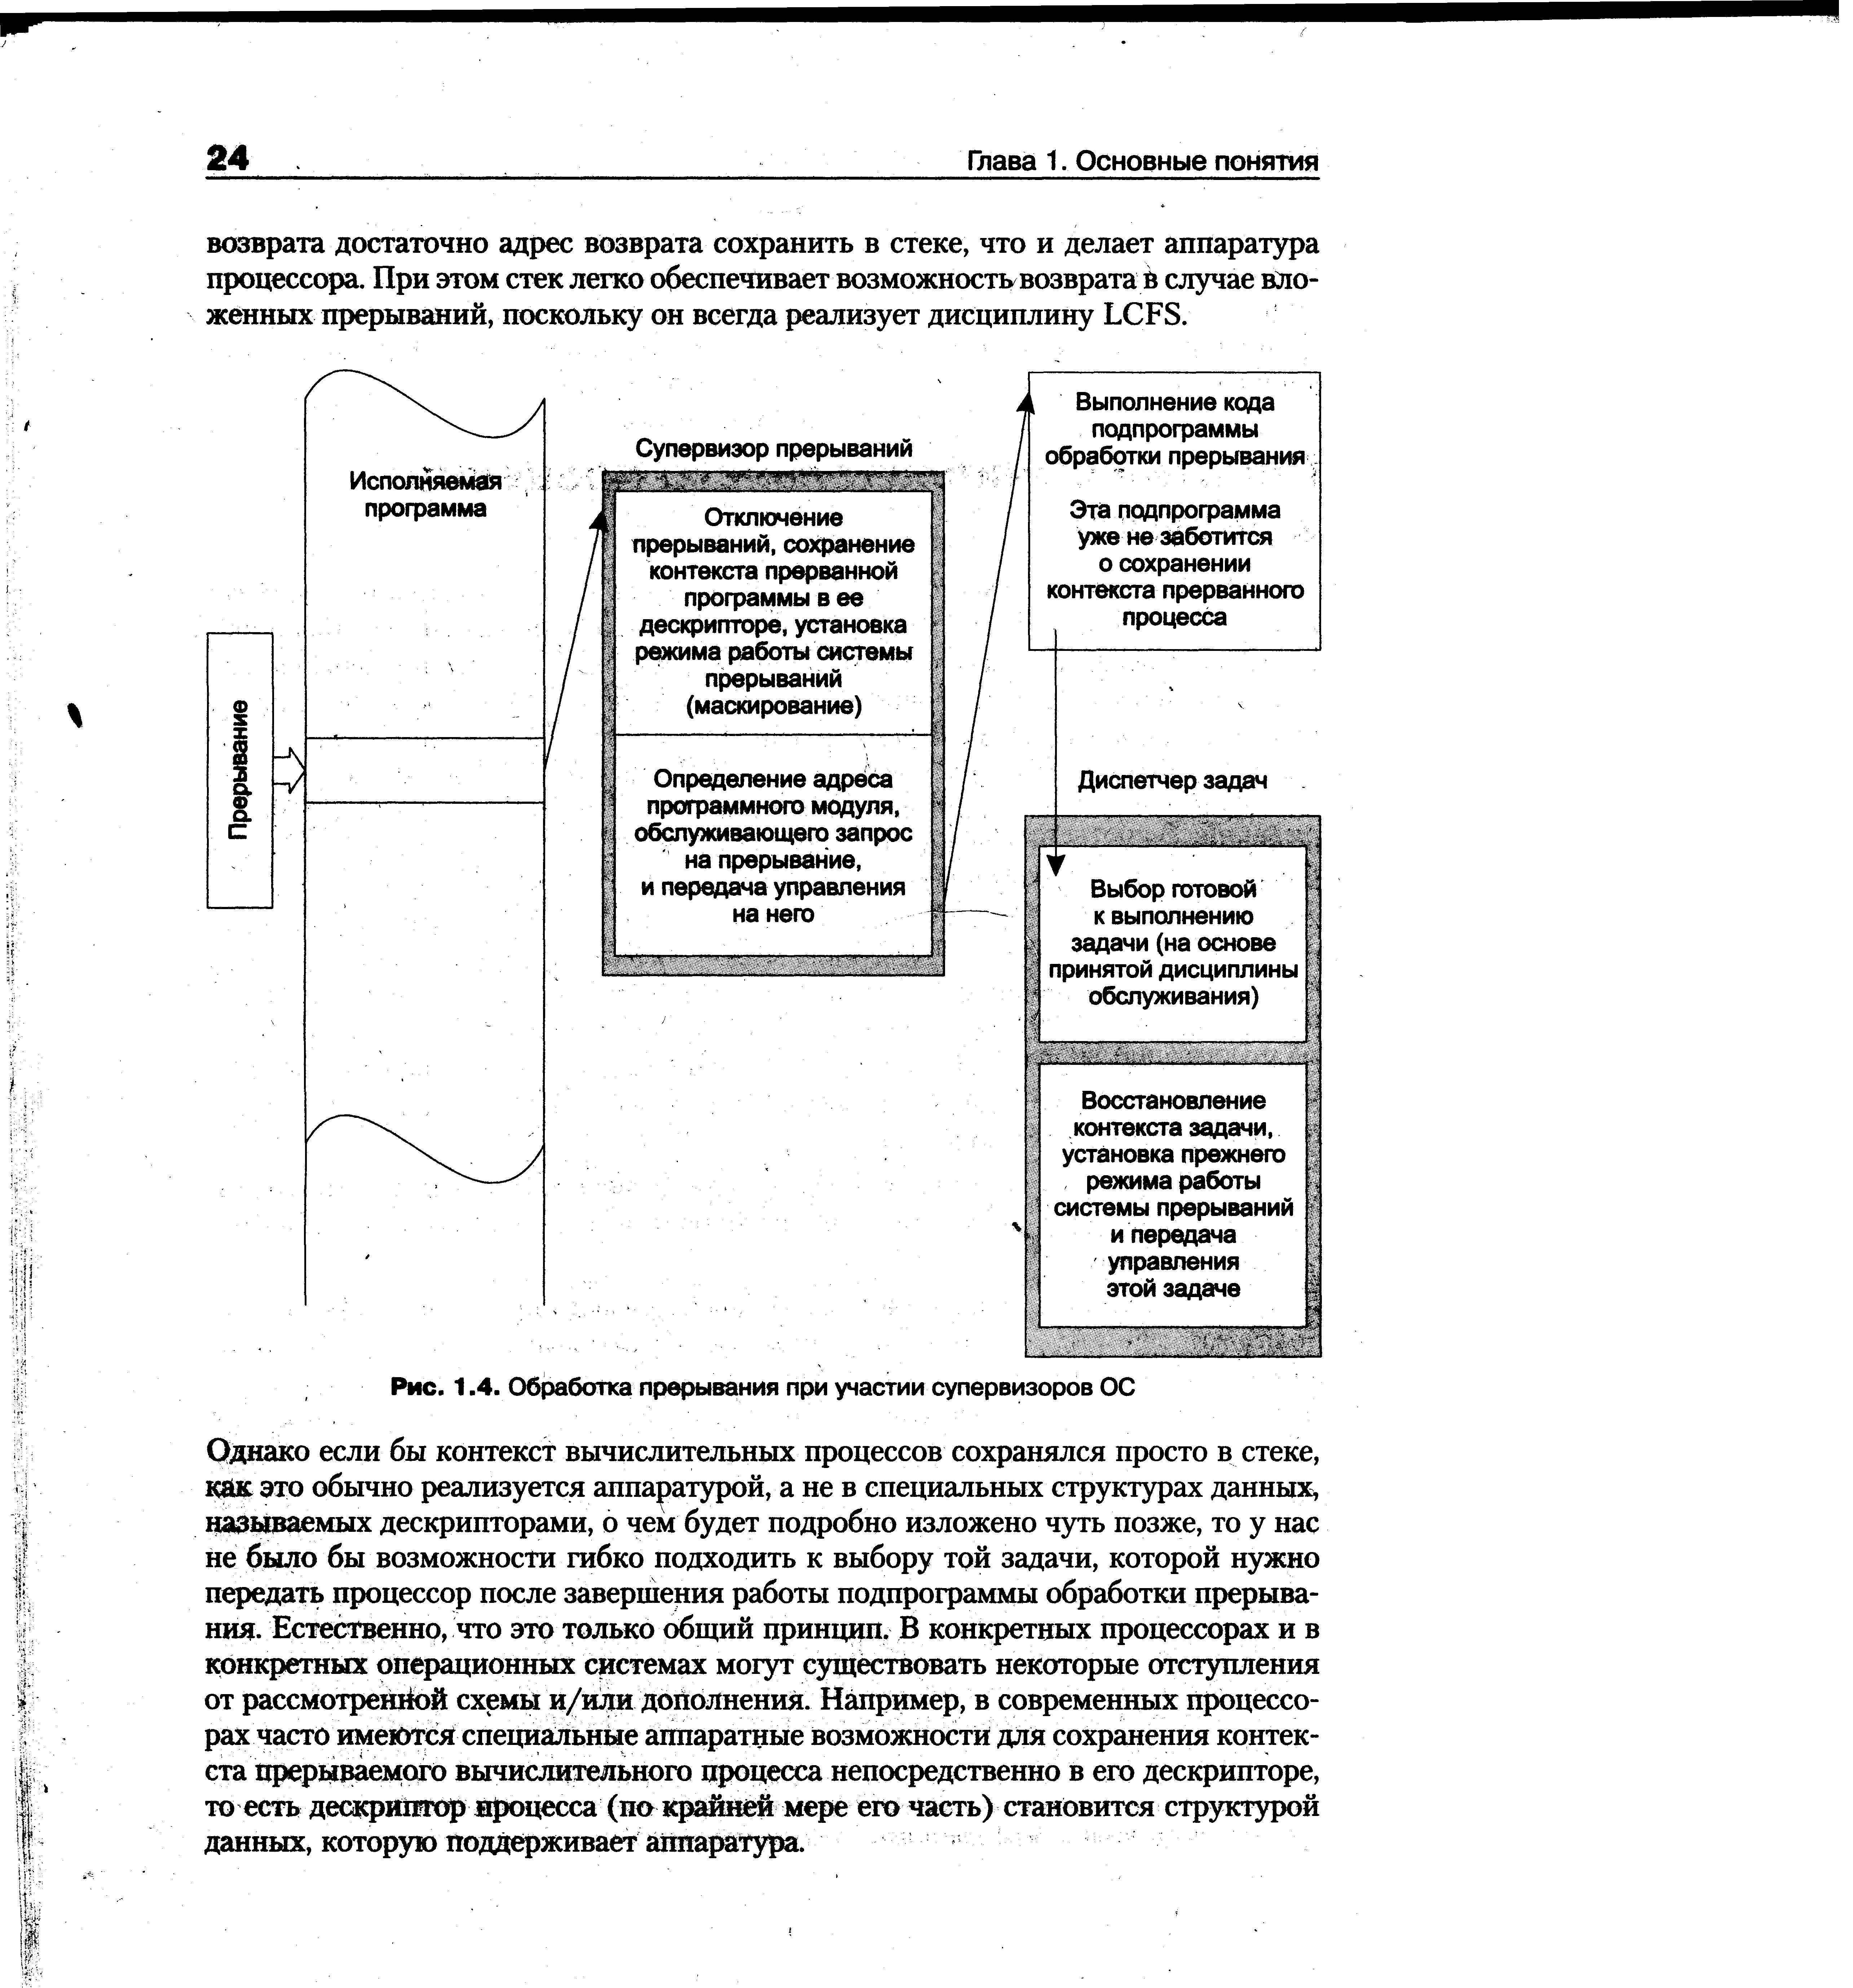 24
Глава 1. Основные понятия
возврата достаточно адрес возврата сохранить в стеке, что и делает аппаратура
процессора. При этом стек легко обеспечивает возможность возврата в случае вло-
женных прерываний, поскольку он всегда реализует дисциплину LCFS.
Исполняемая
программа
Прерывание
Супервизор прерываний
Отключение
прерываний, сохранение
контекста прерванной
программы в ее
дескрипторе, установка
режима работы системы
прерываний
(маскирование)
Определение адреса
программного модуля,
обслуживающего запрос
на прерывание,
и передача управления
на него
Выполнение кода
подпрограммы
обработки прерывания
Эта подпрограмма
уже не заботится
о сохранении
контекста прерванного
процесса
Диспетчер задач
Выбор готовой
к выполнению
задачи (на основе
принятой дисциплины
обслуживания)
Восстановление
контекста задачи,
установка прежнего
режима работы
системы прерываний
и передача
управления
этой задаче
Рис. 1.4. Обработка прерывания при участии супервизоров ОС
Однако если бы контекст вычислительных процессов сохранялся просто в стеке,
как это обычно реализуется аппаратурой, а не в специальных структурах данных,
называемых дескрипторами, о чем будет подробно изложено чуть позже, то у нас
не было бы возможности гибко подходить к выбору той задачи, которой нужно
передать процессор после завершения работы подпрограммы обработки прерыва-
ния. Естественно, что это только общий принцип. В конкретных процессорах и в
конкретных операционных системах могут существовать некоторые отступления
от рассмотренной схемы и/или дополнения. Например, в современных процессо-
рах часто имеются специальные аппаратные возможности для сохранения контек-
ста прерываемого вычислительного процесса непосредственно в его дескрипторе,
то есть дескриптор процесса (по крайней мере его часть) становится структурой
данных, которую поддерживает аппаратура.